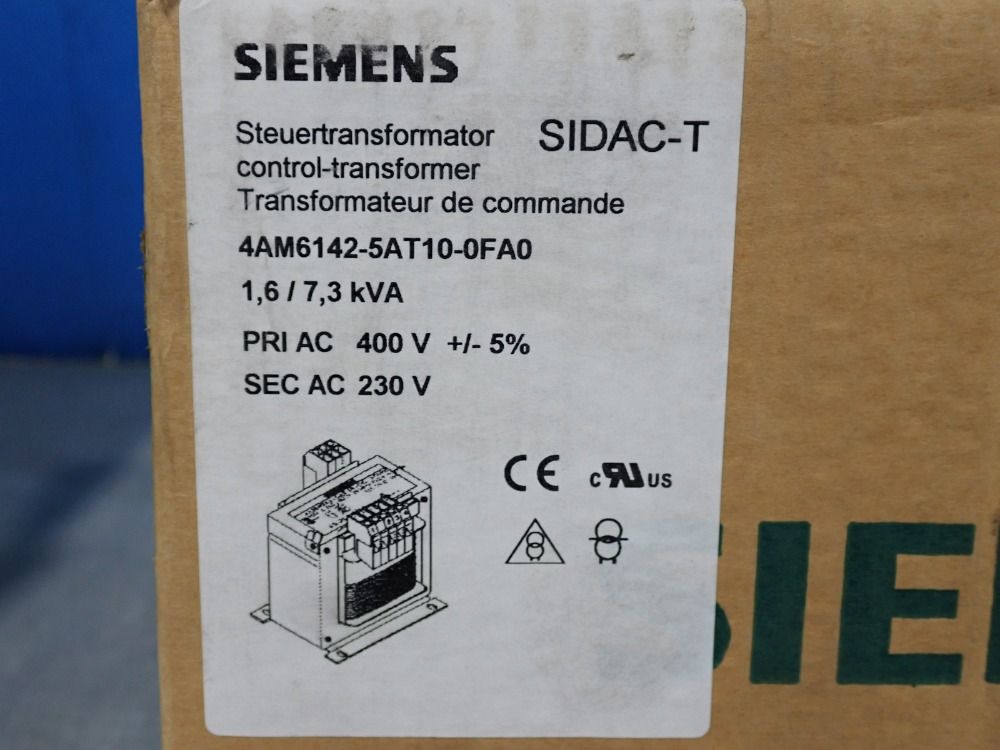 SIEMENS
Steuertransformator SIDAC-T
control-transformer
Transformateur de commande
4AM6142-5AT10-0FA0
1,6 / 7,3 kVA
PRI AC 400 V +/- 5%
SEC AC 230 V
CE c RU US
SIE